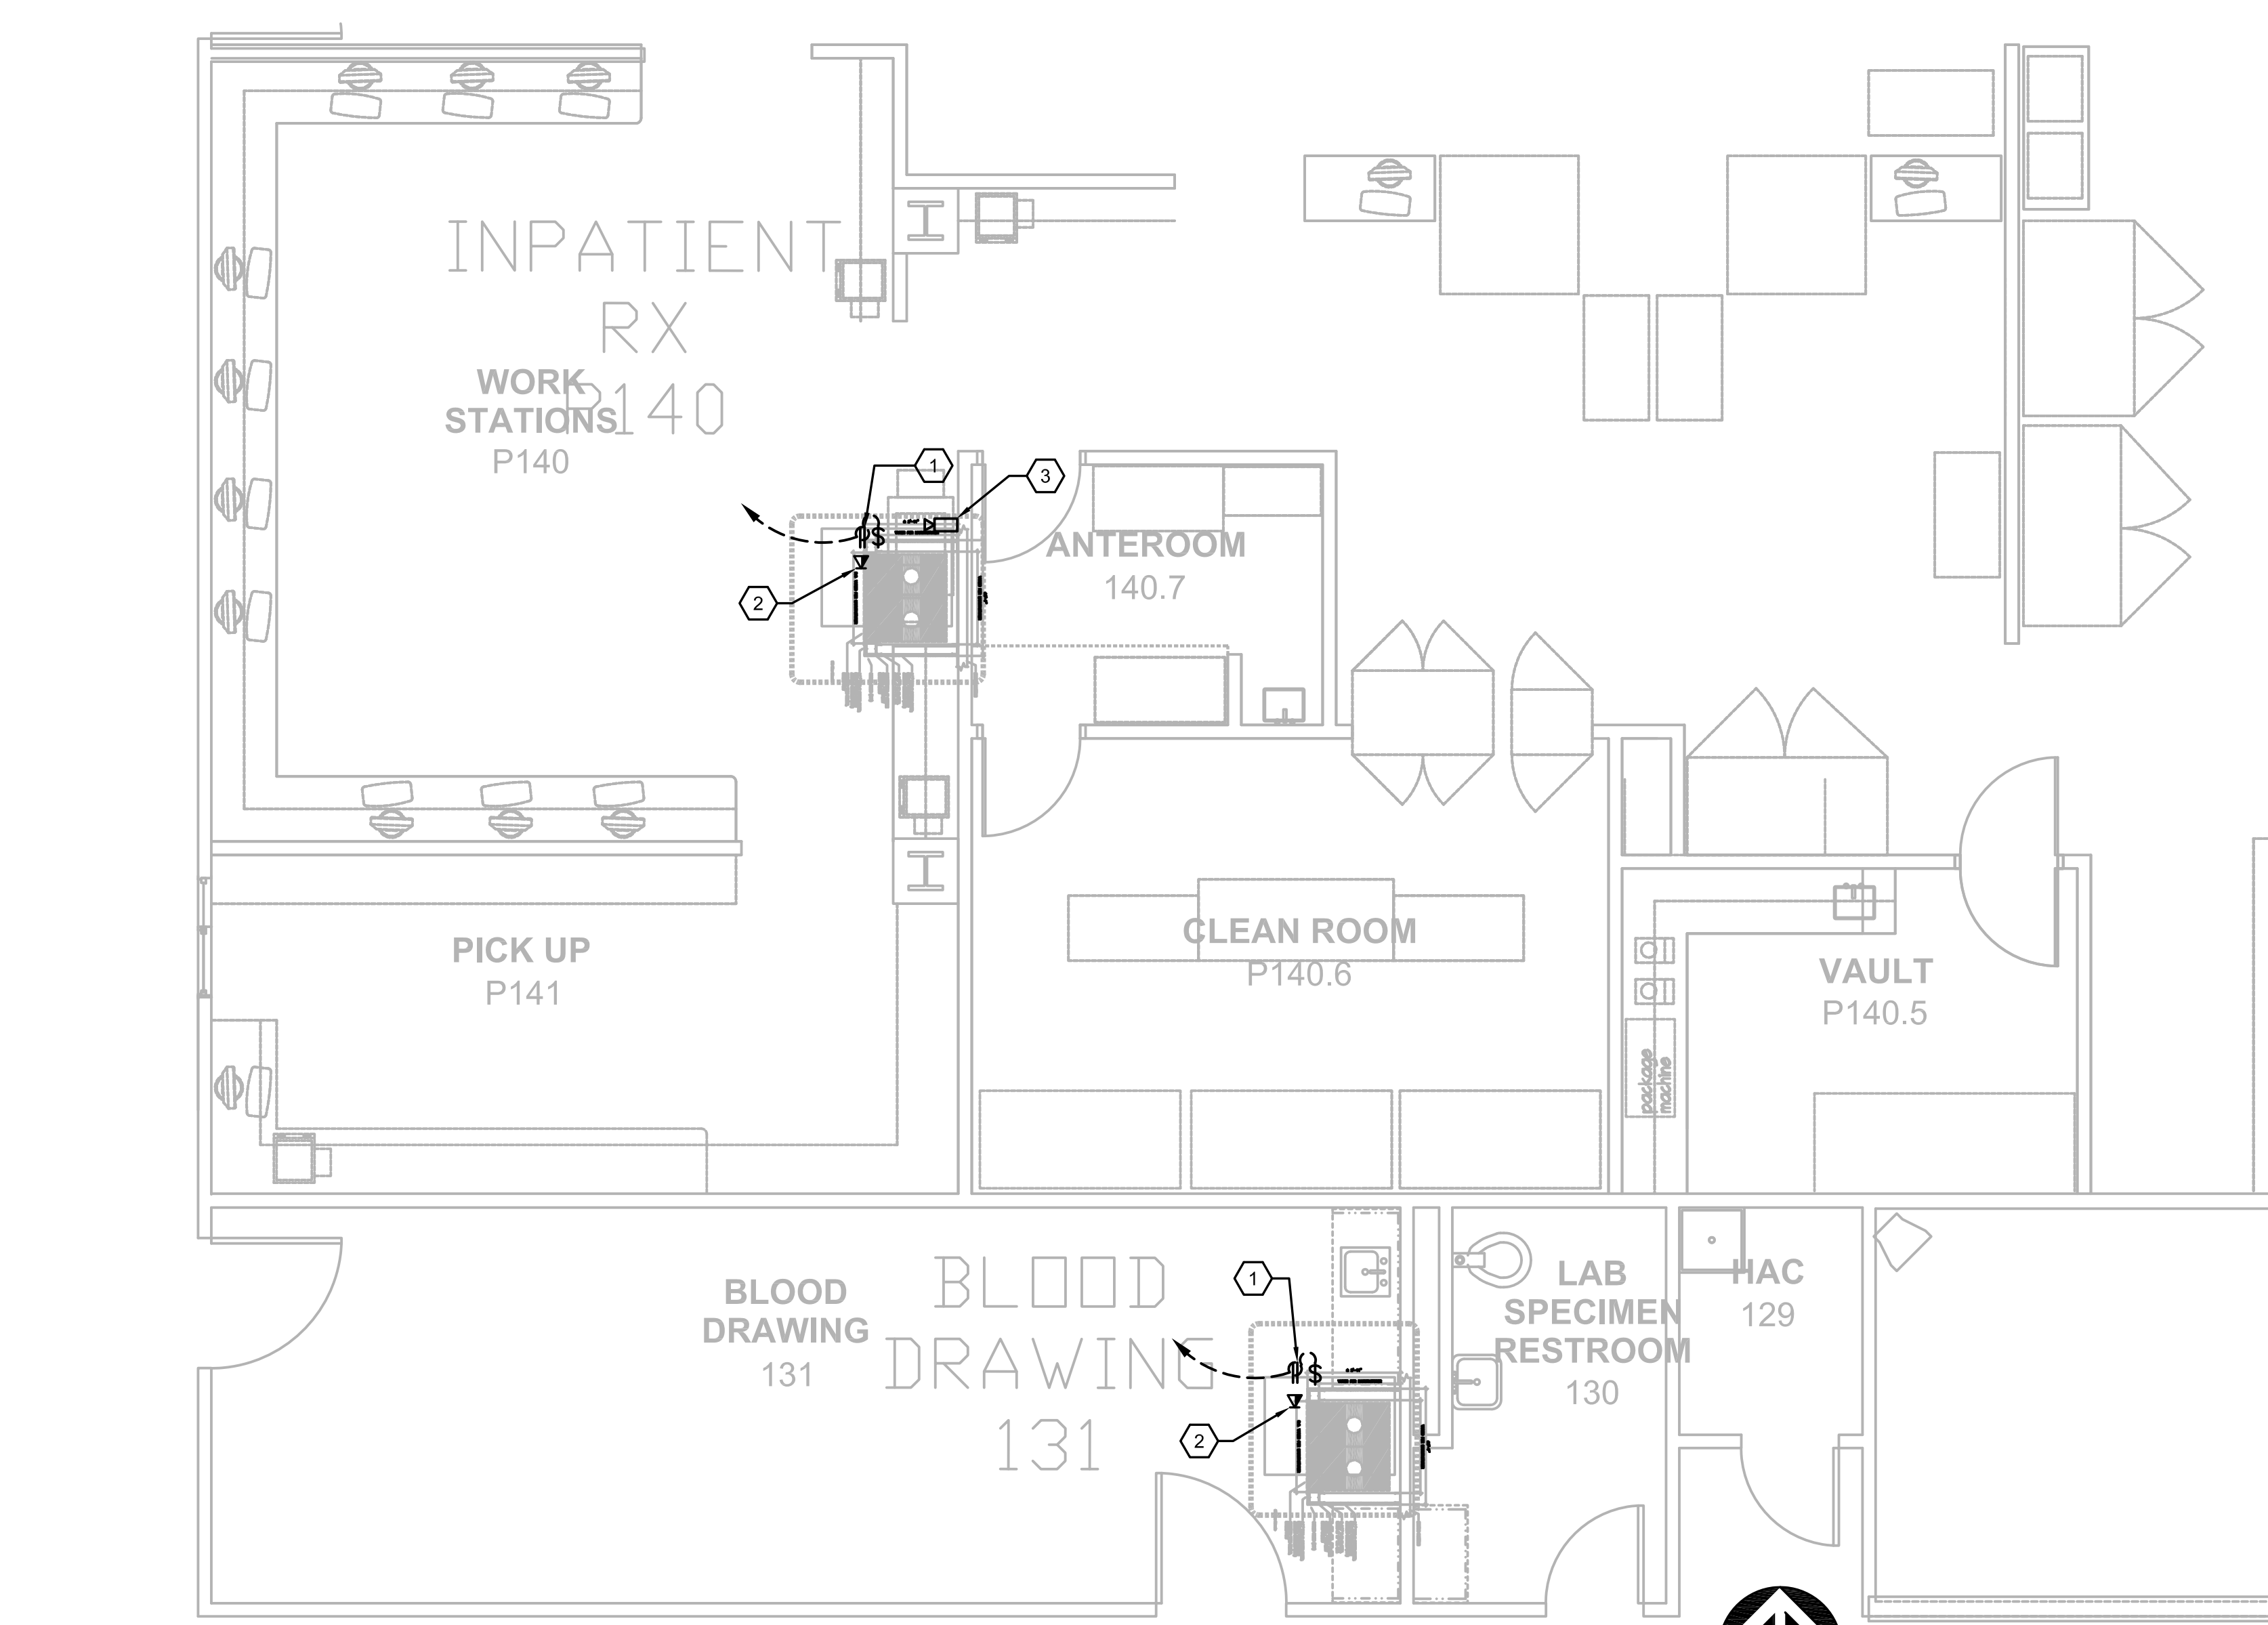 INPATIENT
RX
P140
WORK
STATIONS
P140
1
3
$
2
ANTEROOM
140.7
CLEAN ROOM
P140.6
PICK UP
P141
VAULT
P140.5
package
machine
BLOOD
DRAWING
131
BLOOD
DRAWING
131
1
$
2
LAB
SPECIMEN
RESTROOM
130
HAC
129